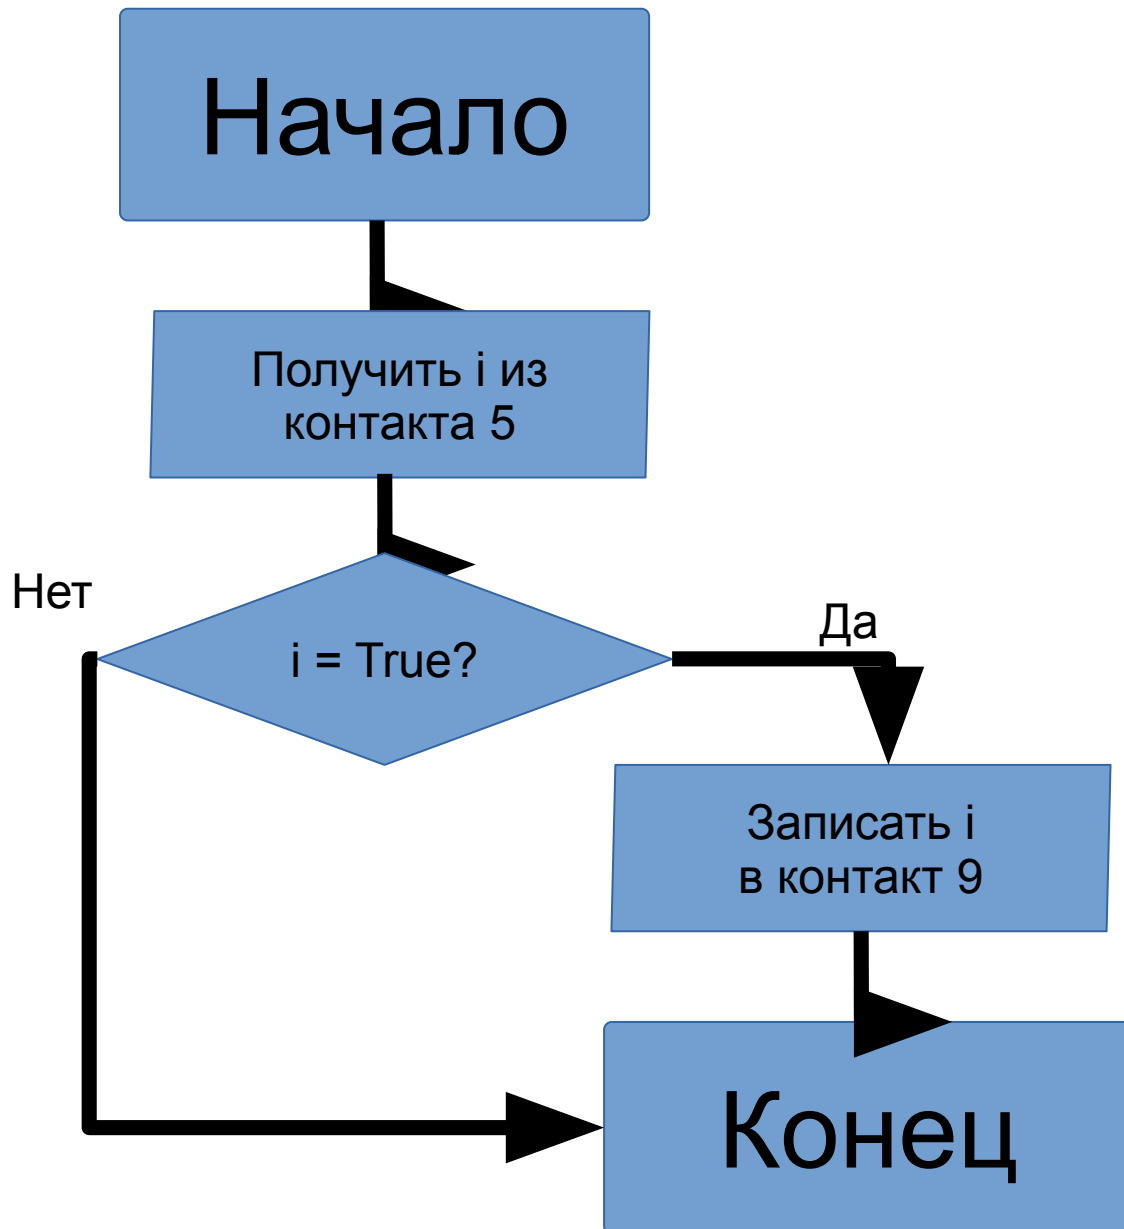 Начало
Получить i из
контакта 5
Нет
i = True?
Да
Записать i
в контакт 9
Конец